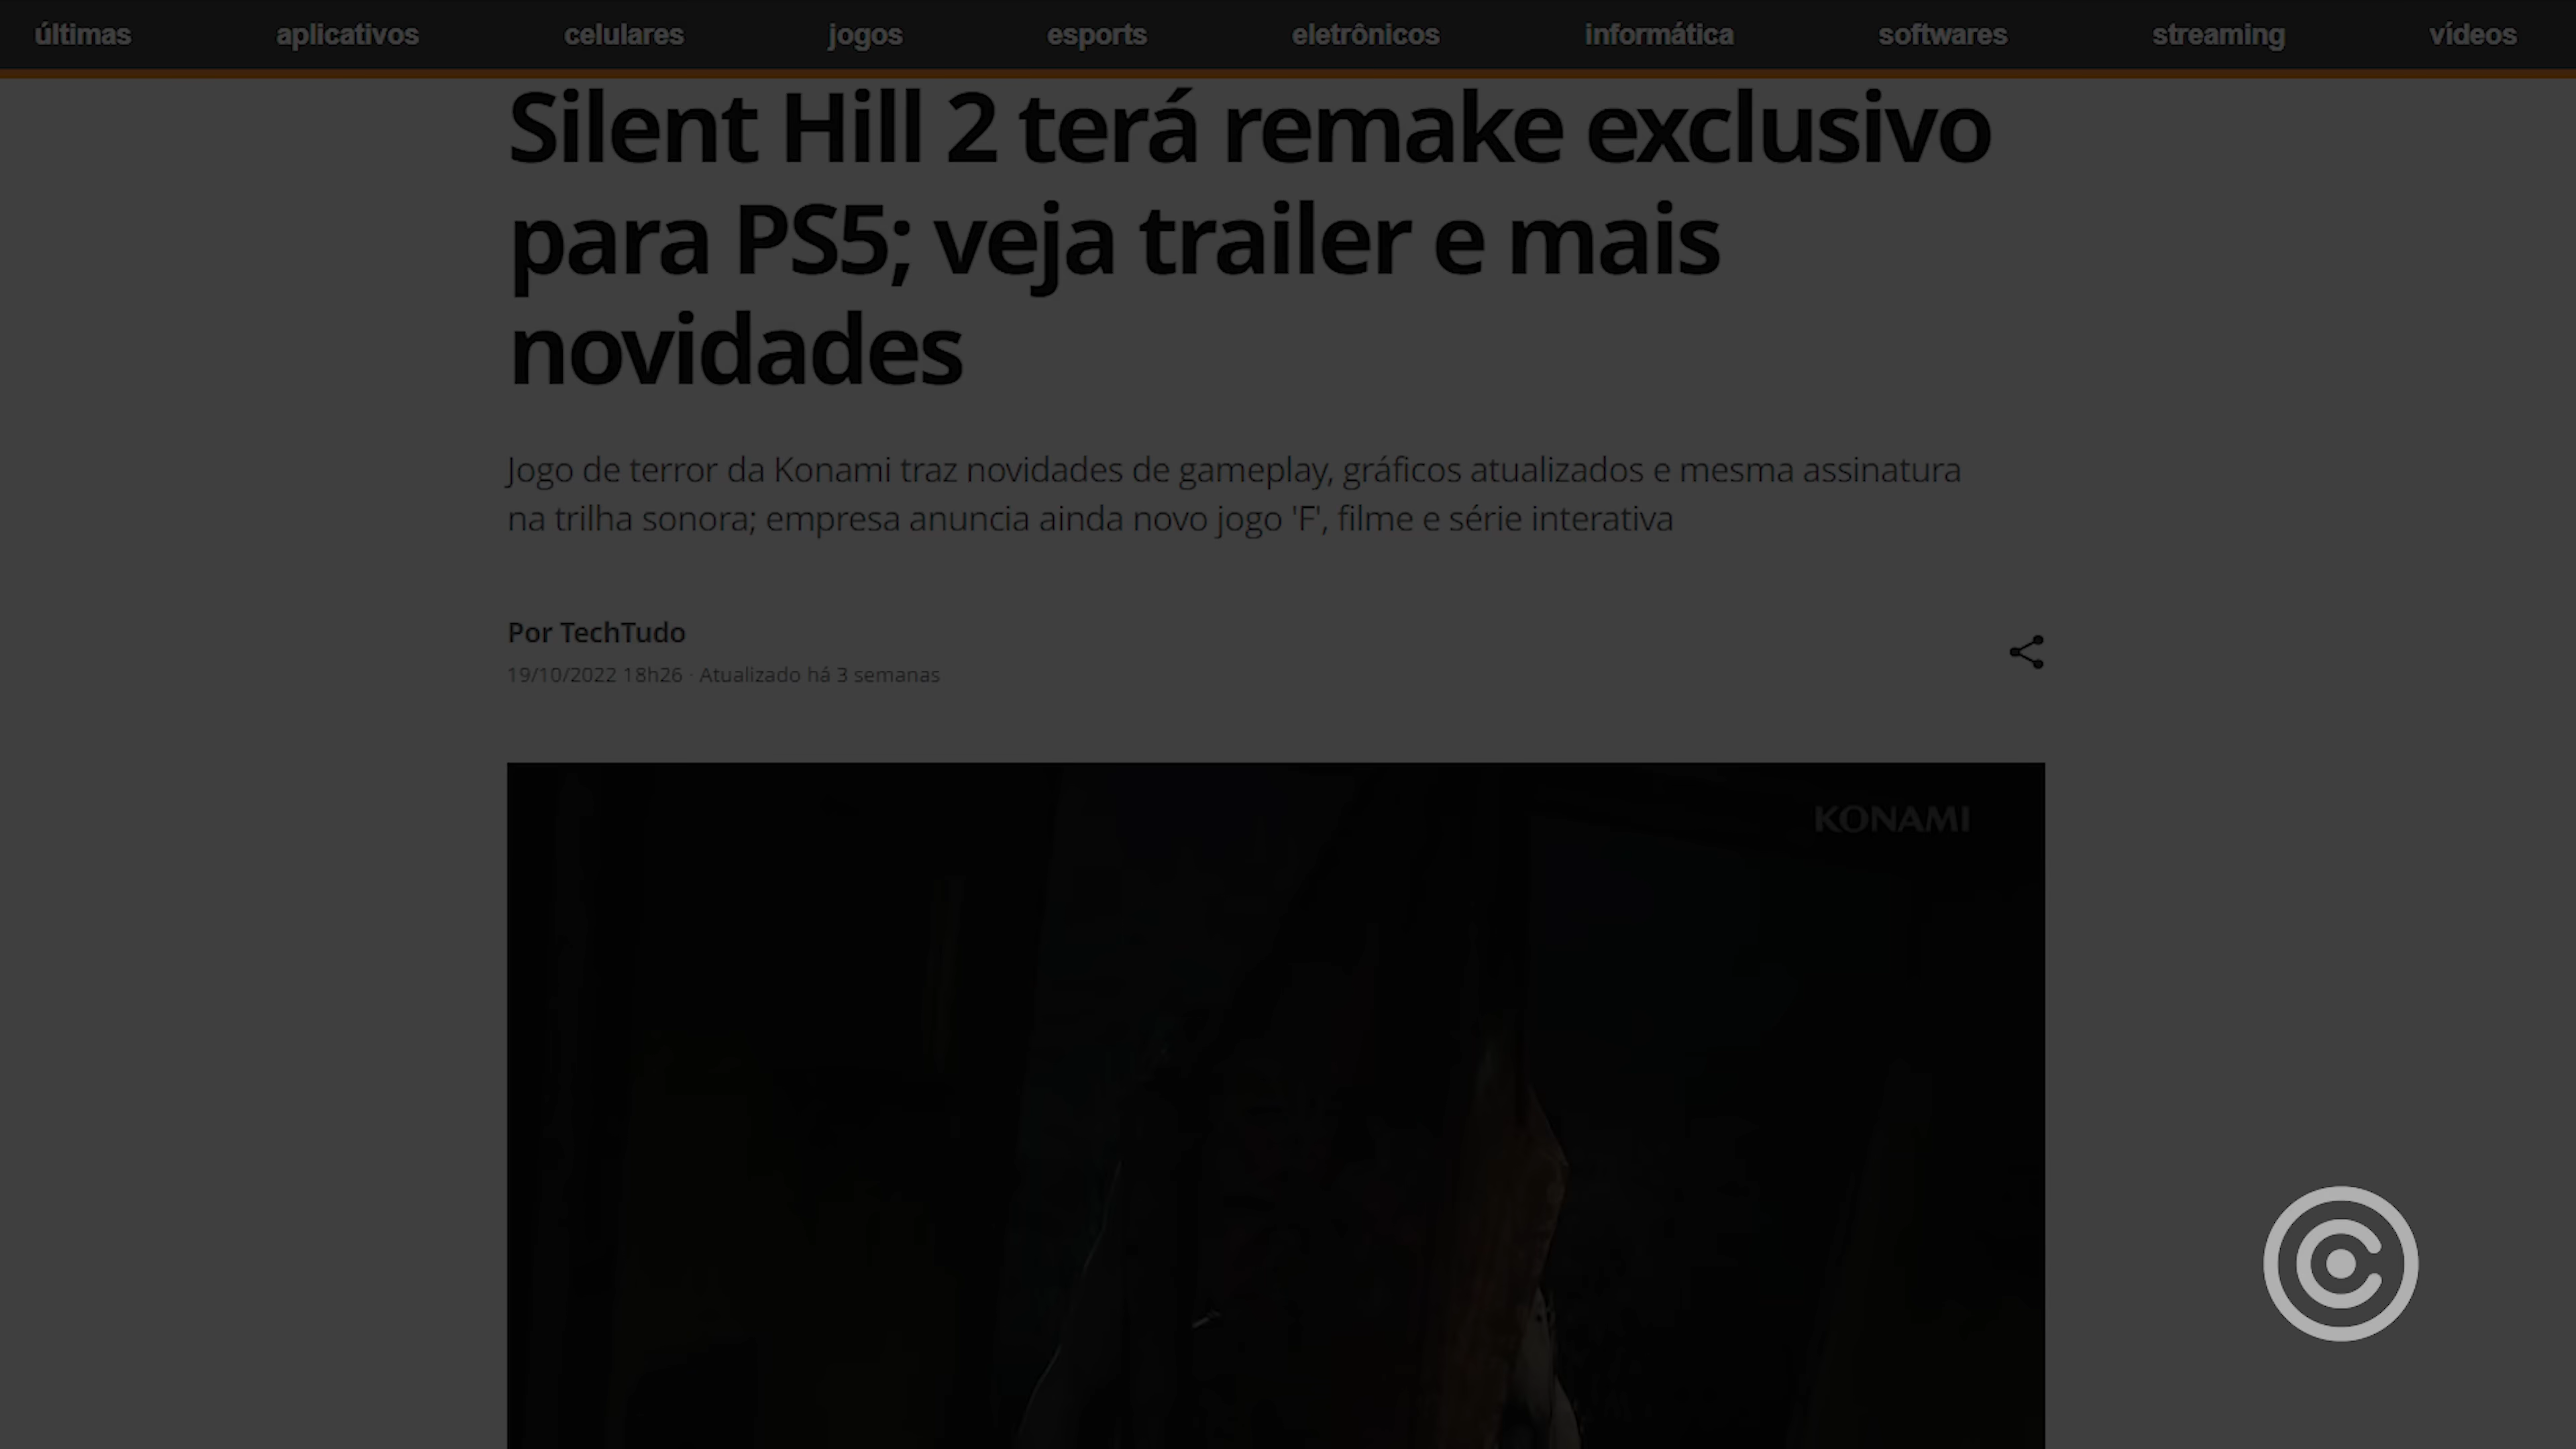 últimas aplicativos celulares jogos esports eletrônicos informática softwares streaming vídeos
Silent Hill 2 terá remake exclusivo
para PS5; veja trailer e mais
novidades
Jogo de terror da Konami traz novidades de gameplay, gráficos atualizados e mesma assinatura
na trilha sonora; empresa anuncia ainda novo jogo 'F', filme e série interativa
Por TechTudo
19/10/2022 18h26 · Atualizado há 3 semanas
KONAMI